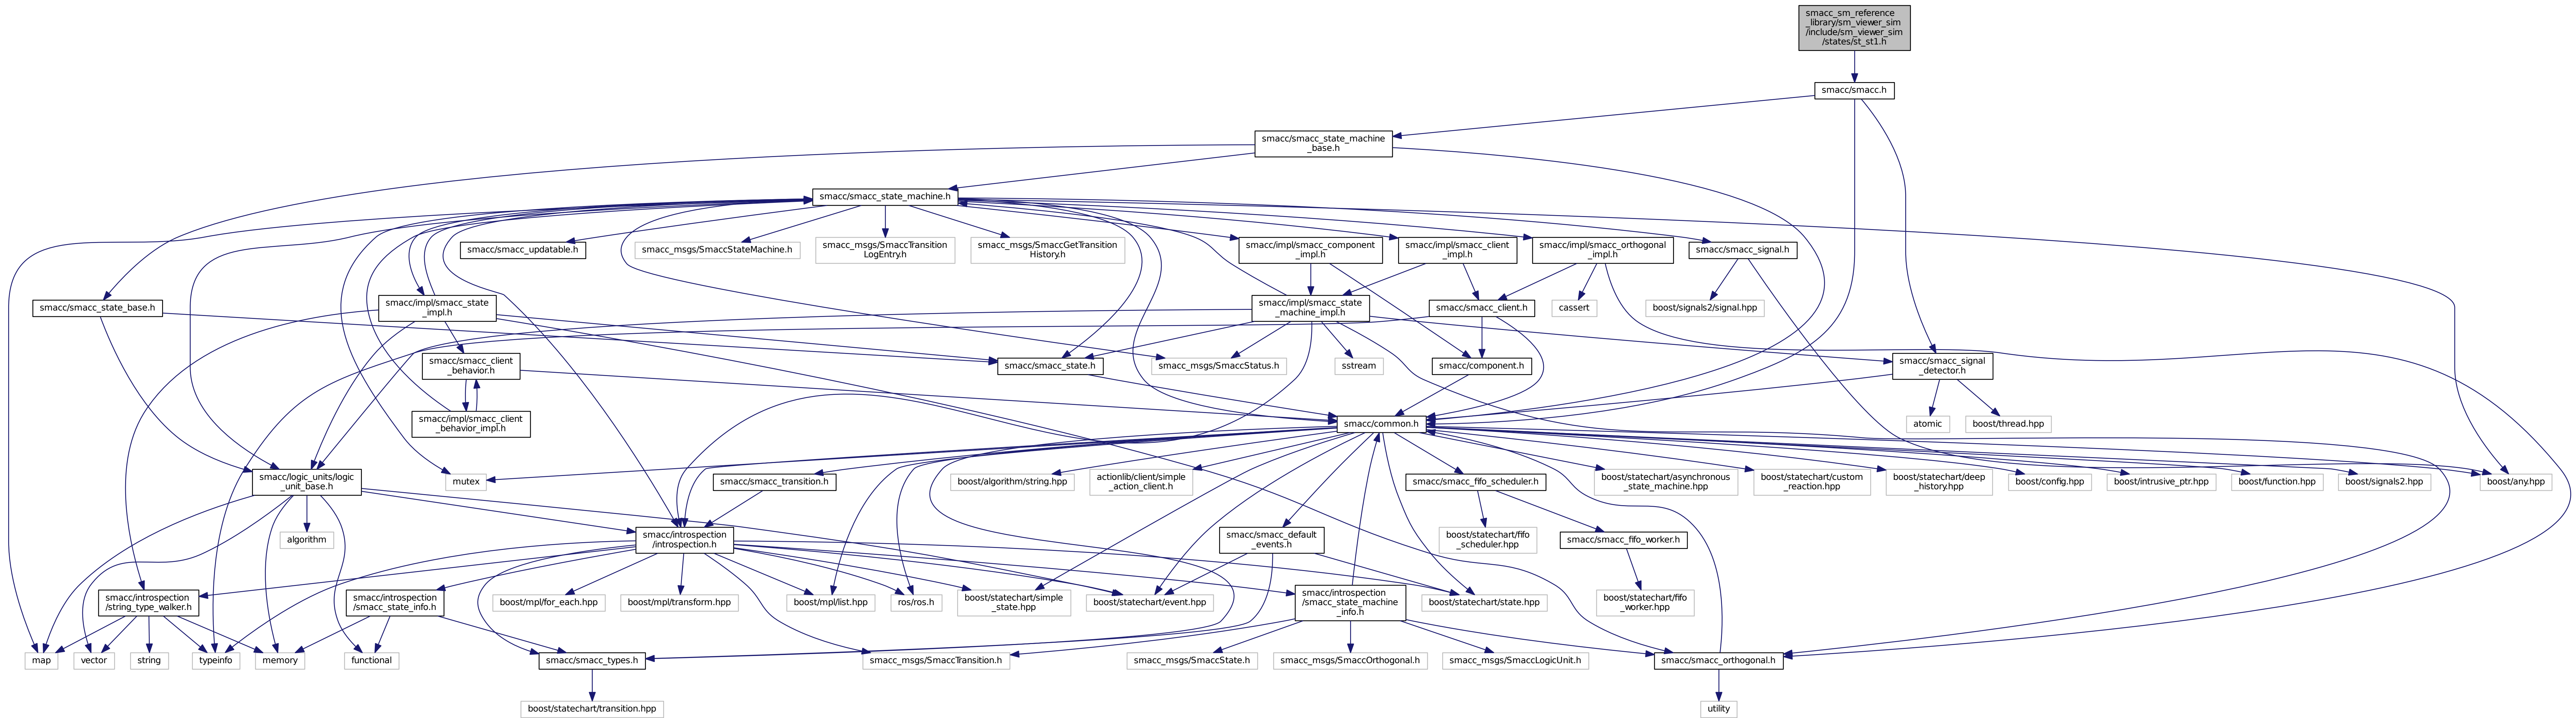 smacc_sm_reference
_library/sm_viewer_sim
/include/sm_viewer_sim
/states/st_st1.h
smacc/smacc.h
smacc/smacc_state_machine
_base.h
smacc/smacc_state_machine.h
smacc/smacc_updatable.h
smacc_msgs/SmaccStateMachine.h
smacc_msgs/SmaccTransition
LogEntry.h
smacc_msgs/SmaccGetTransition
History.h
smacc/impl/smacc_component
_impl.h
smacc/impl/smacc_client
_impl.h
smacc/impl/smacc_orthogonal
_impl.h
smacc/smacc_signal.h
smacc/smacc_state_base.h
smacc/impl/smacc_state
_impl.h
smacc/impl/smacc_state
_machine_impl.h
smacc/smacc_client.h
cassert
boost/signals2/signal.hpp
smacc/smacc_client
_behavior.h
smacc/smacc_state.h
smacc_msgs/SmaccStatus.h
sstream
smacc/component.h
smacc/smacc_signal
_detector.h
smacc/impl/smacc_client
_behavior_impl.h
smacc/common.h
atomic
boost/thread.hpp
smacc/logic_units/logic
_unit_base.h
mutex
smacc/smacc_transition.h
boost/algorithm/string.hpp
actionlib/client/simple
_action_client.h
smacc/smacc_fifo_scheduler.h
boost/statechart/asynchronous
_state_machine.hpp
boost/statechart/custom
_reaction.hpp
boost/statechart/deep
_history.hpp
boost/config.hpp
boost/intrusive_ptr.hpp
boost/function.hpp
boost/signals2.hpp
boost/any.hpp
algorithm
smacc/introspection
/introspection.h
smacc/smacc_default
_events.h
boost/statechart/fifo
_scheduler.hpp
smacc/smacc_fifo_worker.h
smacc/introspection
/string_type_walker.h
smacc/introspection
/smacc_state_info.h
boost/mpl/for_each.hpp
boost/mpl/transform.hpp
boost/mpl/list.hpp
ros/ros.h
boost/statechart/simple
_state.hpp
boost/statechart/event.hpp
smacc/introspection
/smacc_state_machine
_info.h
boost/statechart/state.hpp
boost/statechart/fifo
_worker.hpp
map
vector
string
typeinfo
memory
functional
smacc/smacc_types.h
smacc_msgs/SmaccTransition.h
smacc_msgs/SmaccState.h
smacc_msgs/SmaccOrthogonal.h
smacc_msgs/SmaccLogicUnit.h
smacc/smacc_orthogonal.h
boost/statechart/transition.hpp
utility